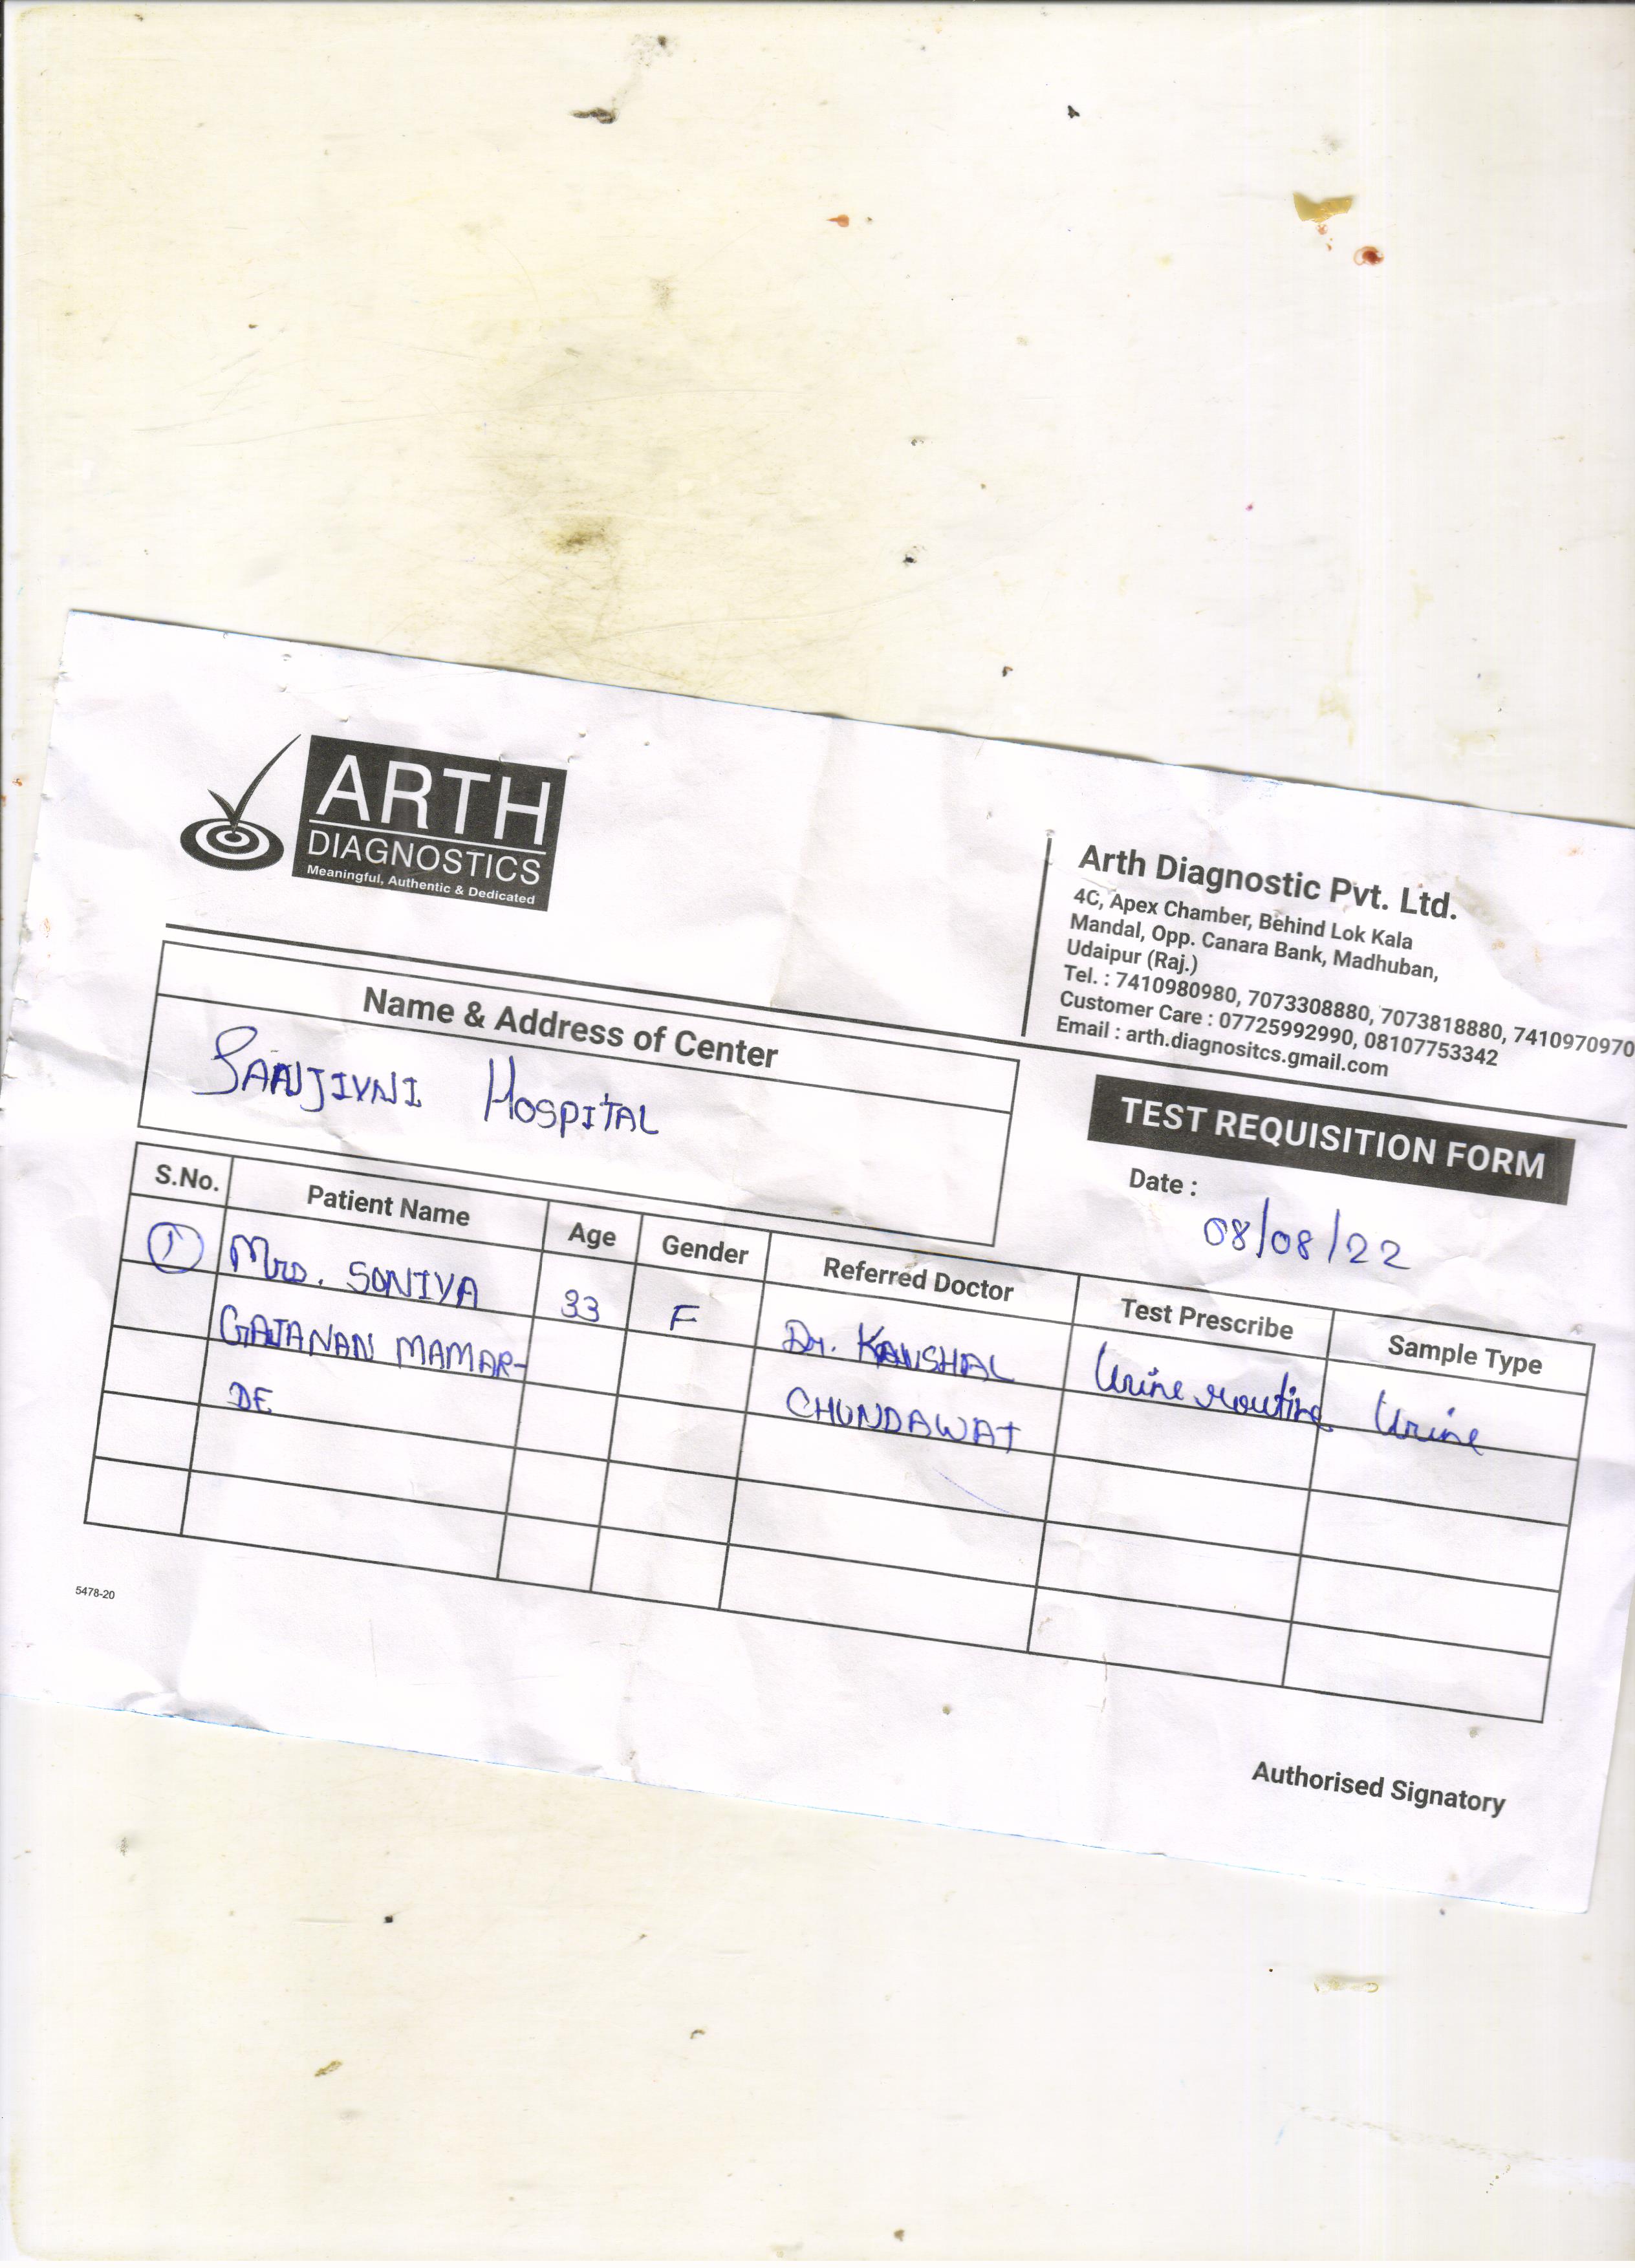 ARTH
DIAGNOSTICS
Meaningful, Authentic & Dedicated
Arth Diagnostic Pvt. Ltd.
4C, Apex Chamber, Behind Lok Kala
Mandal, Opp. Canara Bank, Madhuban,
Udaipur (Raj.)
Tel. : 7410980980, 7073308880, 7073818880, 7410970970
Customer Care : 07725992990, 08107753342
Email : arth.diagnositcs.gmail.com
Name & Address of Center
SANJIVNI HOSPITAL
TEST REQUISITION FORM
Date :
08/08/22
S.No. Patient Name Age Gender Referred Doctor Test Prescribe Sample Type
1 Mrs. SONIYA 33 F Dr. KAUSHAL Urine routine Urine
GAJANAN MAMAR- CHUNDAWAT
DE
5478-20
Authorised Signatory